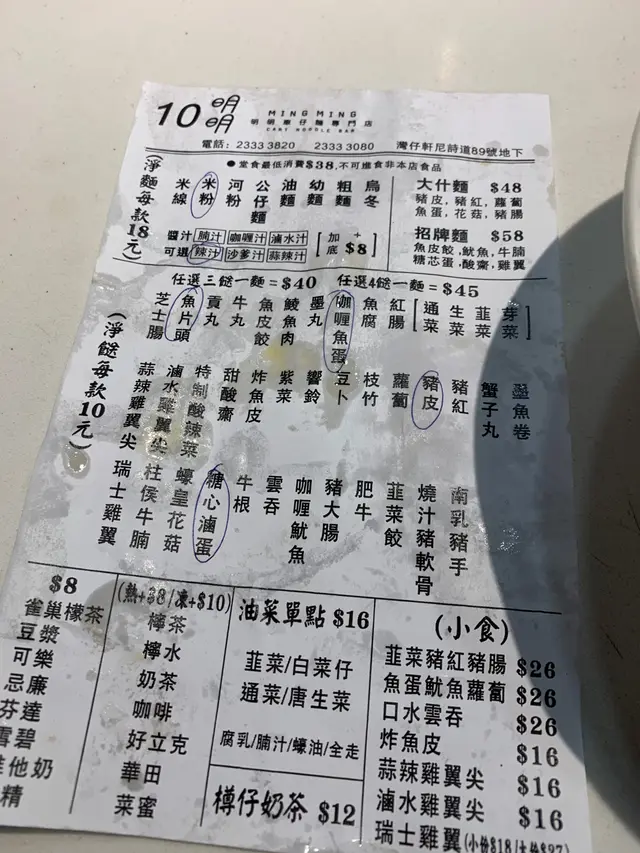 10 明明 MING MING
明明車仔麵專門店
CART NOODLE BAR
電話：2333 3820 2333 3080 灣仔軒尼詩道89號地下
● 堂食最低消費$38，不可進食非本店食品
(淨麵每款18元)
米線 米粉 河粉 公仔麵 油麵 幼麵 粗麵 烏冬
醬汁可選 腩汁 咖喱汁 滷水汁 辣汁 沙爹汁 蒜辣汁
[加底 + $8]
大什麵 $48
豬皮，豬紅，蘿蔔
魚蛋，花菇，豬腸
招牌麵 $58
魚皮餃，魷魚，牛腩
糖芯蛋，酸齋，雞翼
任選三餸一麵=$40 任選4餸一麵=$45
(淨餸每款10元)
芝士腸 魚片頭 貢丸 牛丸 魚皮餃 鯪魚肉 墨丸 咖喱魚蛋 魚腐 紅腸 [通菜 生菜 韮菜 芽菜]
蒜辣雞翼尖 滷水雞翼尖 特制酸辣菜 甜酸齋 炸魚皮 紫菜 響鈴 豆卜 枝竹 蘿蔔 豬皮 豬紅 蟹子丸 墨魚卷
瑞士雞翼 柱侯牛腩 蠔皇花菇 糖心滷蛋 牛根 雲吞 咖喱魷魚 豬大腸 肥牛 韮菜餃 燒汁豬軟骨 南乳豬手
$8
雀巢檬茶
豆漿
可樂
忌廉
芬達
雪碧
維他奶
精
(熱+$8/凍+$10)
檸茶
檸水
奶茶
咖啡
好立克
華田
菜蜜
油菜單點 $16
韮菜/白菜仔
通菜/唐生菜
腐乳/腩汁/蠔油/全走
樽仔奶茶 $12
(小食)
韮菜豬紅豬腸 $26
魚蛋魷魚蘿蔔 $26
口水雲吞 $26
炸魚皮 $16
蒜辣雞翼尖 $16
滷水雞翼尖 $16
瑞士雞翼